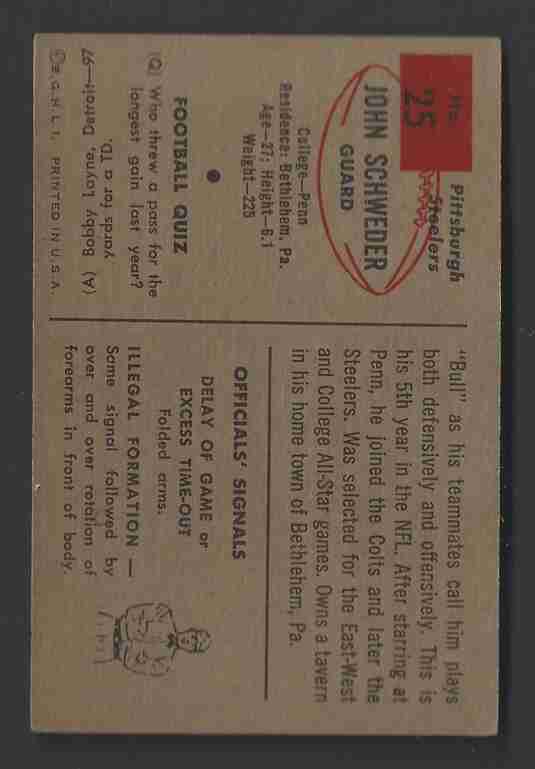 No.
25
Pittsburgh
Steelers
JOHN SCHWEDER
GUARD
College—Penn
Residence: Bethlehem, Pa.
Age—27; Height—6:1
Weight—225
FOOTBALL QUIZ
(Q) Who threw a pass for the
longest gain last year?
(A) Bobby Layne, Detroit—97
yards for a TD.
© B. G. H. L. I. PRINTED IN U.S.A.
"Bull" as his teammates call him plays
both defensively and offensively. This is
his 5th year in the NFL. After starring at
Penn, he joined the Colts and later the
Steelers. Was selected for the East-West
and College All-Star games. Owns a tavern
in his home town of Bethlehem, Pa.
OFFICIALS' SIGNALS
DELAY OF GAME or
EXCESS TIME-OUT
Folded arms.
ILLEGAL FORMATION —
Same signal followed by
over and over rotation of
forearms in front of body.